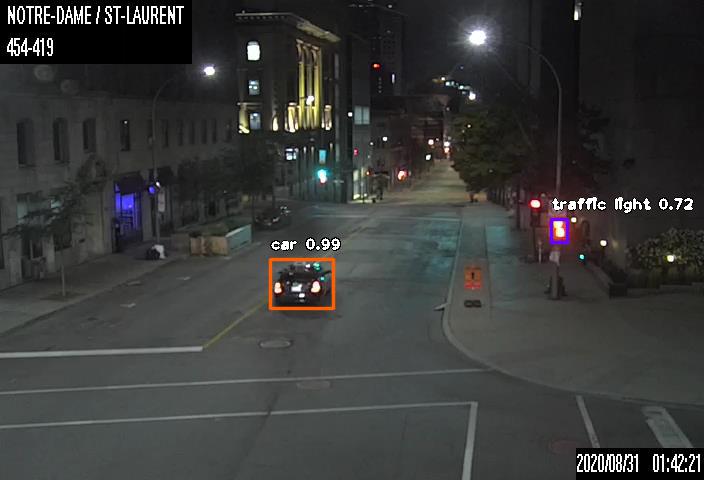 NOTRE-DAME / ST-LAURENT
454-419
traffic light 0.72
car 0.99
2020/08/31 01:42:21